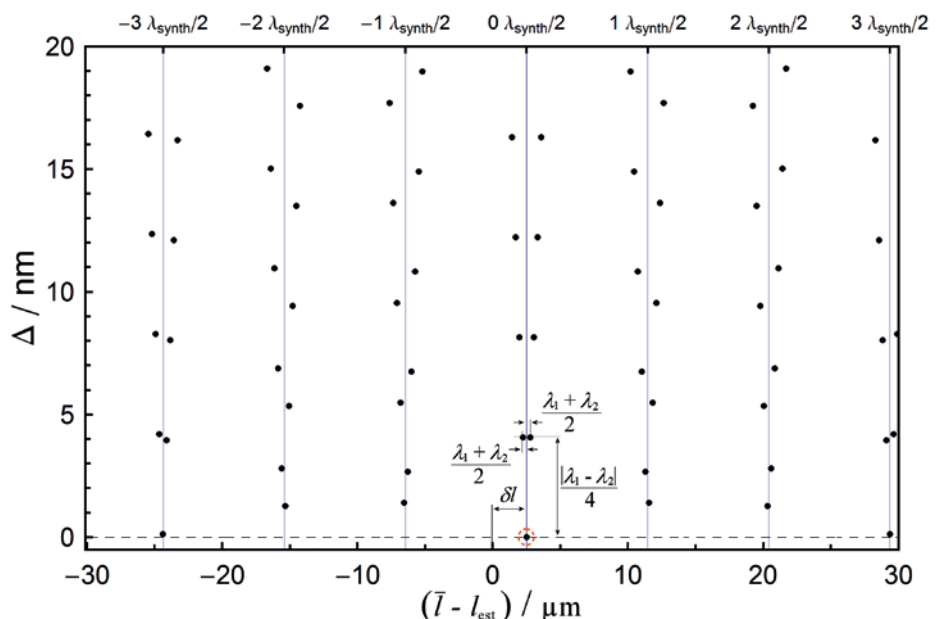 −3 λsynth/2 −2 λsynth/2 −1 λsynth/2 0 λsynth/2 1 λsynth/2 2 λsynth/2 3 λsynth/2
20
15
10
5
0
Δ / nm
λ₁ + λ₂
2
λ₁ + λ₂
2
|λ₁ - λ₂|
4
δl
−30 −20 −10 0 10 20 30
(l̅ - lest) / µm